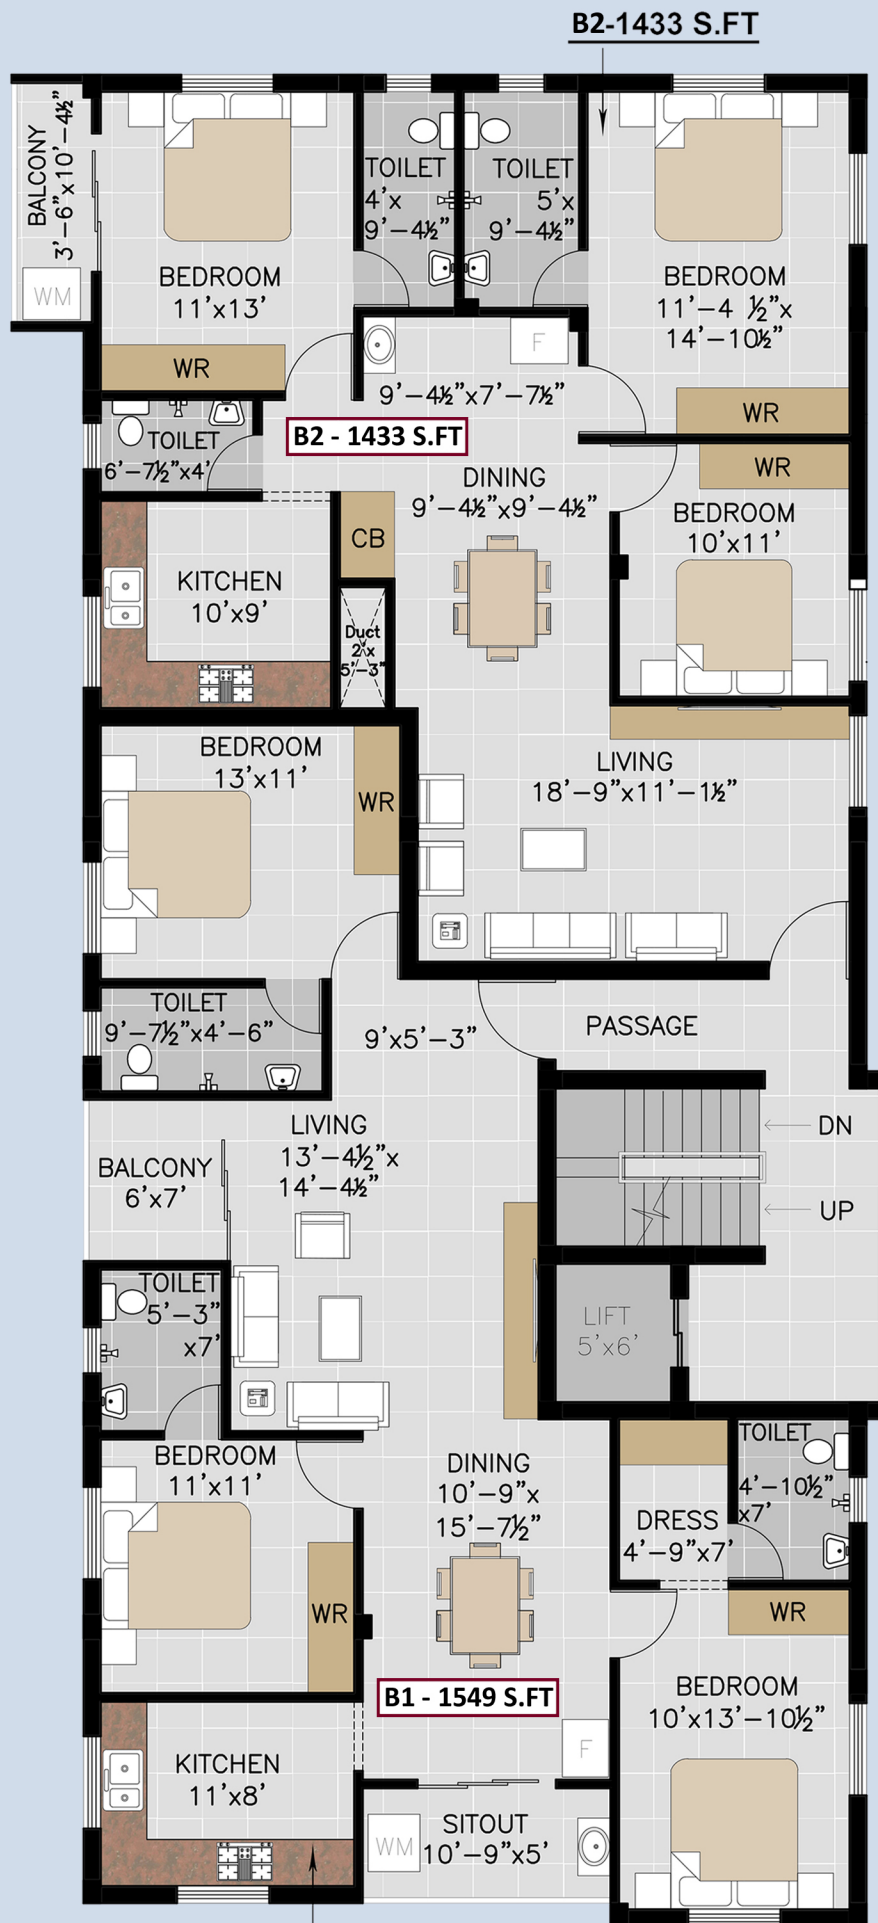 B2-1433 S.FT
BALCONY
3'-6"x10'-4½"
WM
BEDROOM
11'x13'
WR
TOILET
4'x
9'-4½"
TOILET
5'x
9'-4½"
BEDROOM
11'-4 ½"x
14'-10½"
WR
F
9'-4½"x7'-7½"
B2 - 1433 S.FT
TOILET
6'-7½"x4'
DINING
9'-4½"x9'-4½"
WR
BEDROOM
10'x11'
CB
KITCHEN
10'x9'
Duct
2'x
5'-3"
BEDROOM
13'x11'
WR
LIVING
18'-9"x11'-1½"
TOILET
9'-7½"x4'-6"
9'x5'-3"
PASSAGE
LIVING
13'-4½"x
14'-4½"
BALCONY
6'x7'
DN
UP
TOILET
5'-3"
x7'
LIFT
5'x6'
BEDROOM
11'x11'
WR
DINING
10'-9"x
15'-7½"
TOILET
4'-10½"
x7'
DRESS
4'-9"x7'
WR
B1 - 1549 S.FT
BEDROOM
10'x13'-10½"
F
KITCHEN
11'x8'
SITOUT
10'-9"x5'
WM